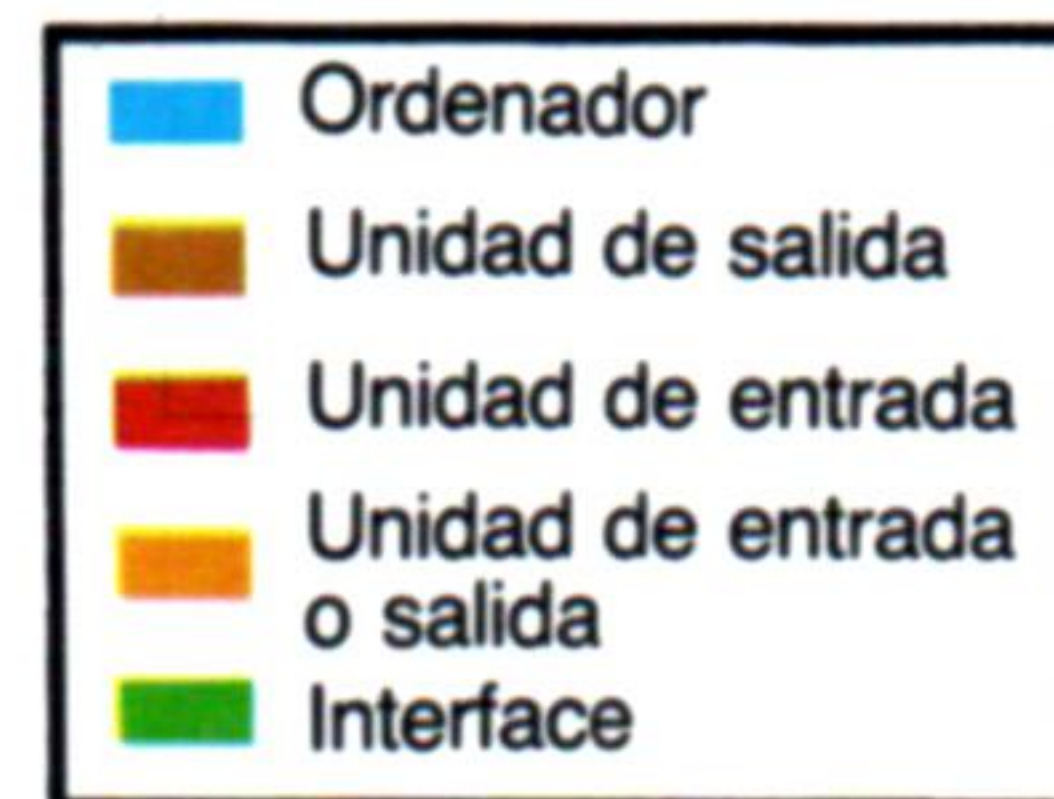 Ordenador
Unidad de salida
Unidad de entrada
Unidad de entrada
o salida
Interface